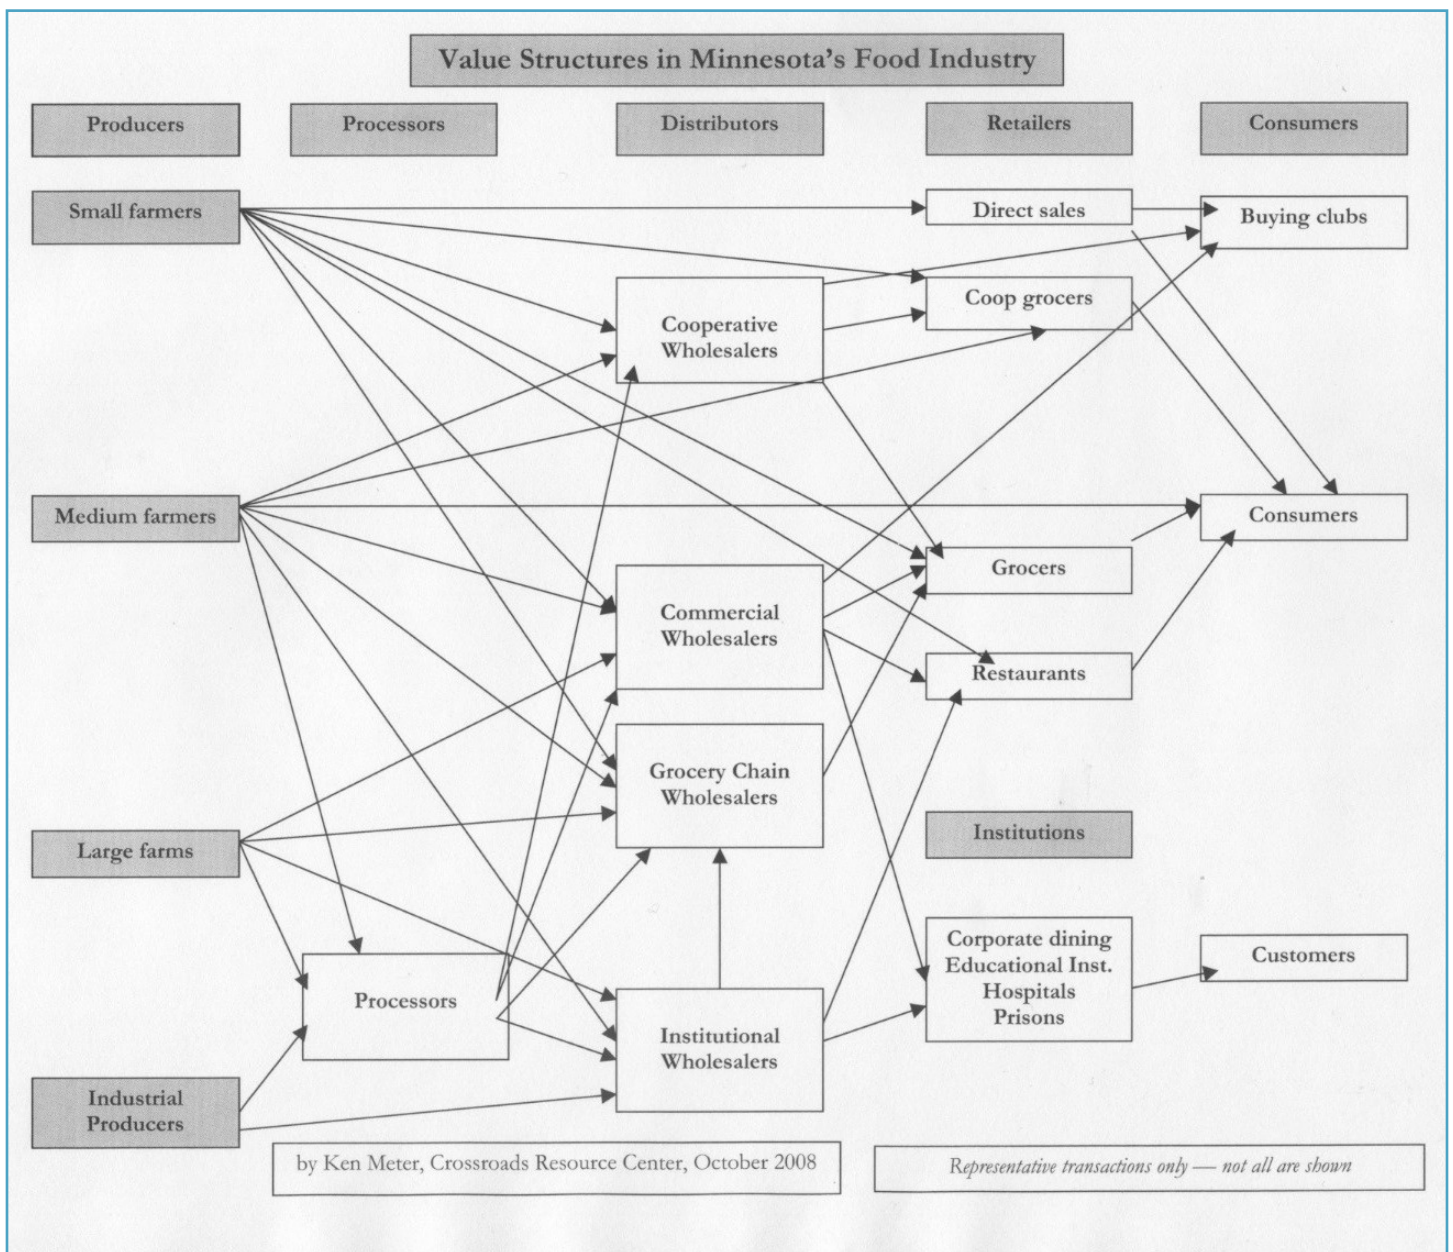 Value Structures in Minnesota's Food Industry
Producers
Processors
Distributors
Retailers
Consumers
Small farmers
Direct sales
Buying clubs
Cooperative
Wholesalers
Coop grocers
Medium farmers
Consumers
Grocers
Commercial
Wholesalers
Restaurants
Grocery Chain
Wholesalers
Large farms
Institutions
Processors
Corporate dining
Educational Inst.
Hospitals
Prisons
Customers
Institutional
Wholesalers
Industrial
Producers
by Ken Meter, Crossroads Resource Center, October 2008
Representative transactions only — not all are shown